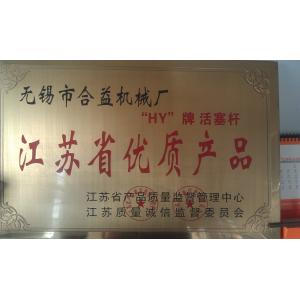 无锡市合益机械厂
“HY”牌 活塞杆
江苏省优质产品
江苏省产品质量监督管理中心
江苏质量诚信监督委员会